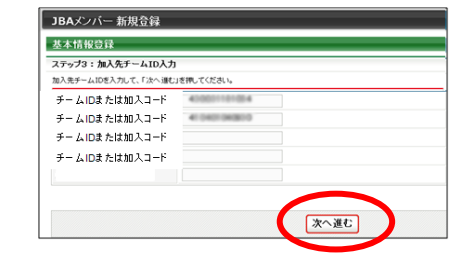 JBAメンバー 新規登録
基本情報登録
ステップ3：加入先チームID入力
加入先チームIDを入力して、「次へ進む」を押してください。
チームIDまたは加入コード
チームIDまたは加入コード
チームIDまたは加入コード
チームIDまたは加入コード
次へ進む